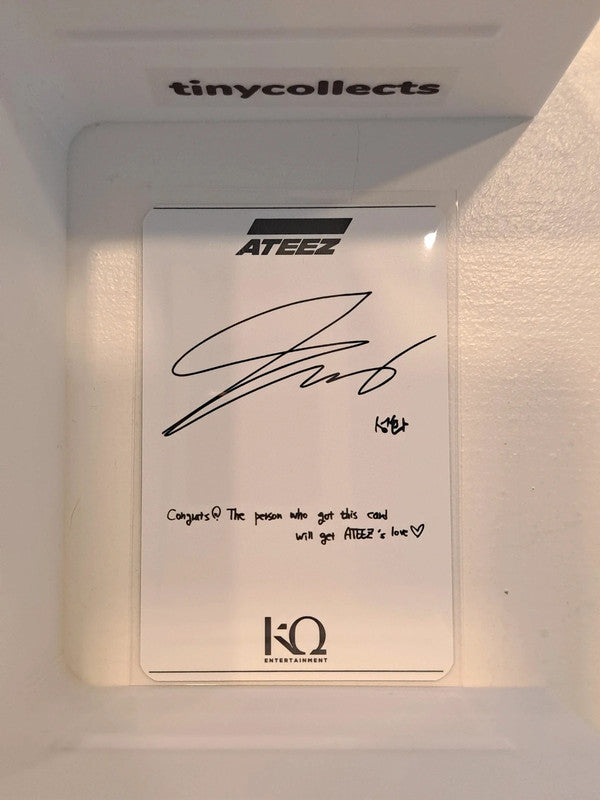 tinycollects
ATEEZ
성화
Congrats! The person who got this card
will get ATEEZ's love♡
KQ
ENTERTAINMENT